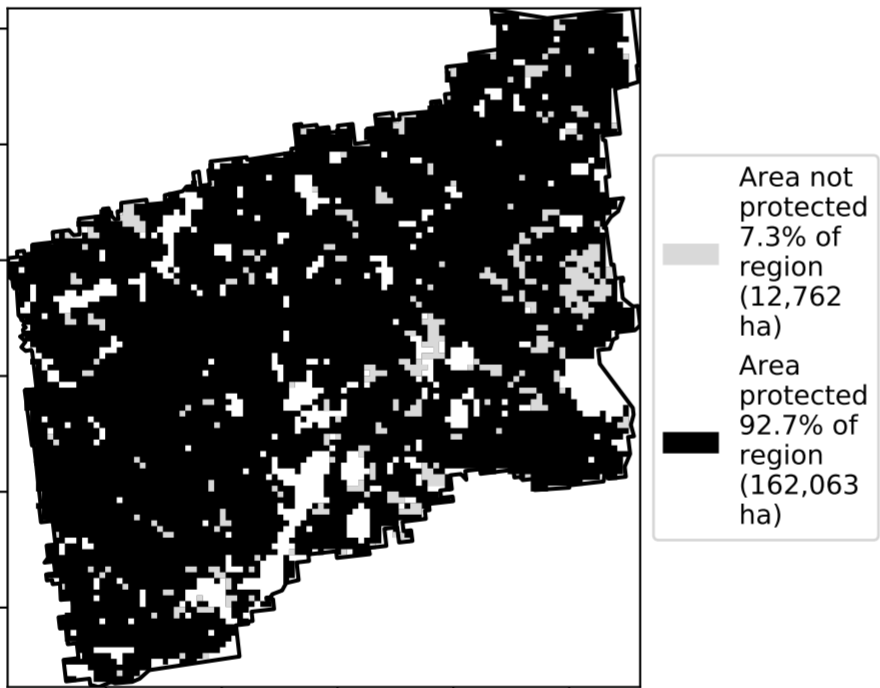 Area not
protected
7.3% of
region
(12,762
ha)
Area
protected
92.7% of
region
(162,063
ha)